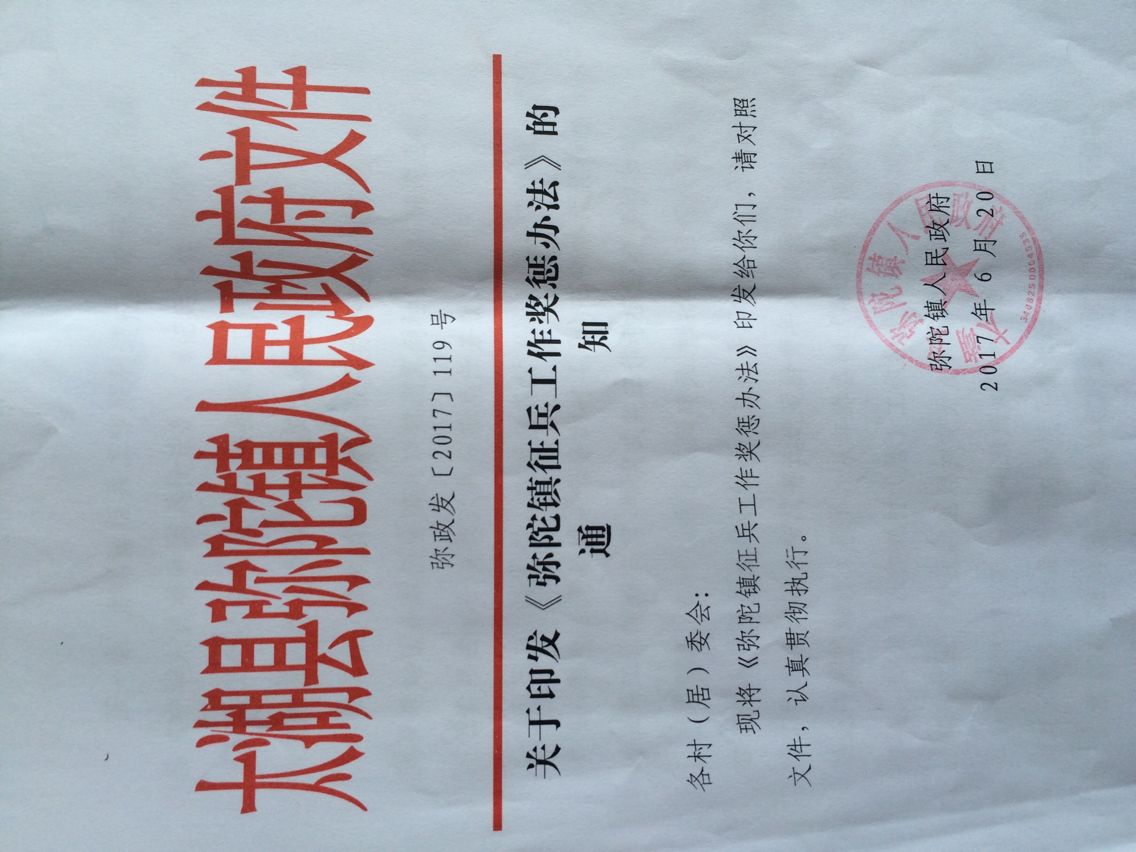 太湖县弥陀镇人民政府文件
弥政发〔2017〕119号
关于印发《弥陀镇征兵工作奖惩办法》的
通 知
各村（居）委会：
现将《弥陀镇征兵工作奖惩办法》印发给你们，请对照
文件，认真贯彻执行。
弥陀镇人民政府
2017年6月20日